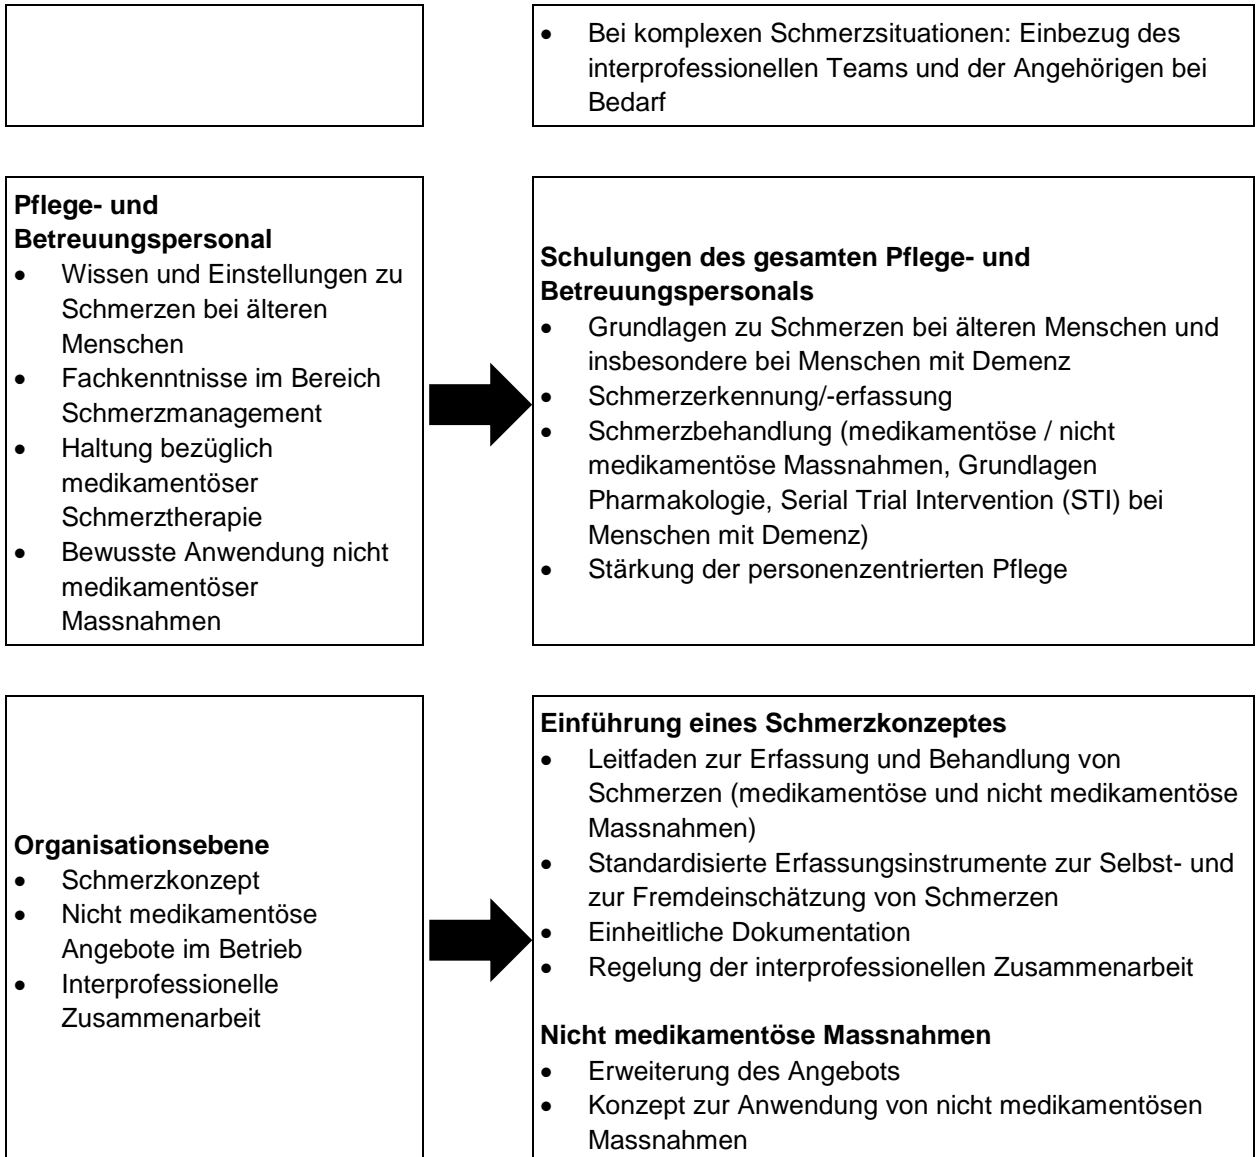 • Bei komplexen Schmerzsituationen: Einbezug des
interprofessionellen Teams und der Angehörigen bei
Bedarf
Pflege- und
Betreuungspersonal
• Wissen und Einstellungen zu
Schmerzen bei älteren
Menschen
• Fachkenntnisse im Bereich
Schmerzmanagement
• Haltung bezüglich
medikamentöser
Schmerztherapie
• Bewusste Anwendung nicht
medikamentöser
Massnahmen
Schulungen des gesamten Pflege- und
Betreuungspersonals
• Grundlagen zu Schmerzen bei älteren Menschen und
insbesondere bei Menschen mit Demenz
• Schmerzerkennung/-erfassung
• Schmerzbehandlung (medikamentöse / nicht
medikamentöse Massnahmen, Grundlagen
Pharmakologie, Serial Trial Intervention (STI) bei
Menschen mit Demenz)
• Stärkung der personenzentrierten Pflege
Organisationsebene
• Schmerzkonzept
• Nicht medikamentöse
Angebote im Betrieb
• Interprofessionelle
Zusammenarbeit
Einführung eines Schmerzkonzeptes
• Leitfaden zur Erfassung und Behandlung von
Schmerzen (medikamentöse und nicht medikamentöse
Massnahmen)
• Standardisierte Erfassungsinstrumente zur Selbst- und
zur Fremdeinschätzung von Schmerzen
• Einheitliche Dokumentation
• Regelung der interprofessionellen Zusammenarbeit
Nicht medikamentöse Massnahmen
• Erweiterung des Angebots
• Konzept zur Anwendung von nicht medikamentösen
Massnahmen